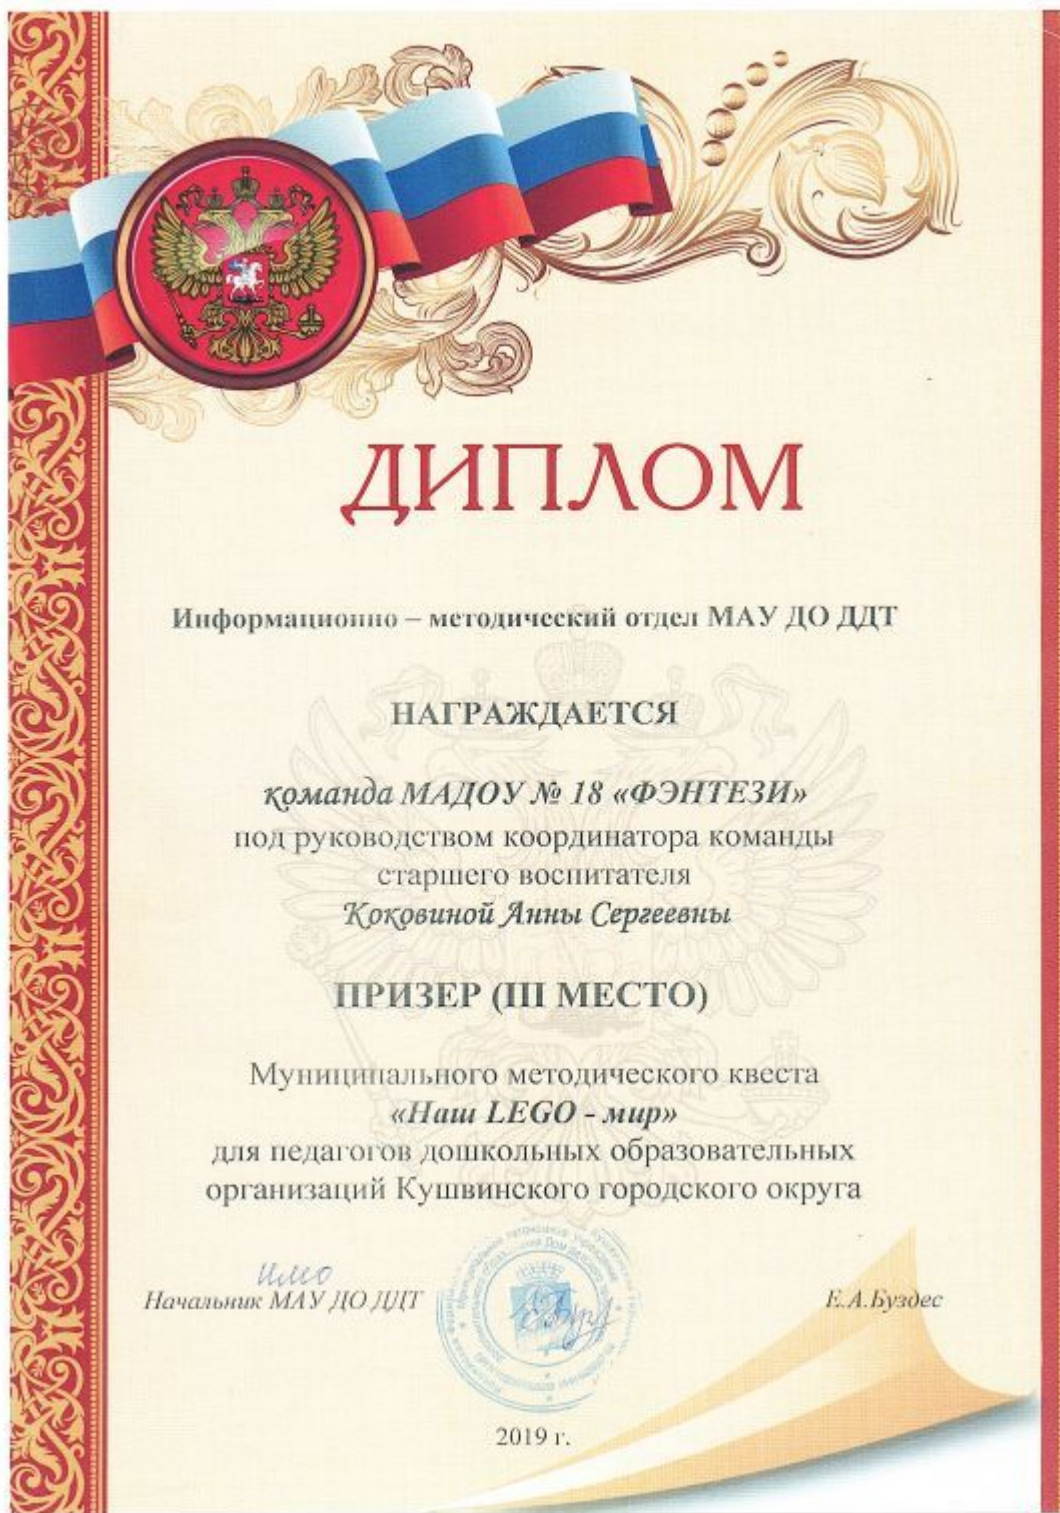 ДИПЛОМ
Информационно – методический отдел МАУ ДО ДДТ
НАГРАЖДАЕТСЯ
команда МАДОУ № 18 «ФЭНТЕЗИ»
под руководством координатора команды
старшего воспитателя
Коковиной Анны Сергеевны
ПРИЗЕР (III МЕСТО)
Муниципального методического квеста
«Наш LEGO - мир»
для педагогов дошкольных образовательных
организаций Кушвинского городского округа
имо
Начальник МАУ ДО ДДТ
Е.А.Буздес
2019 г.